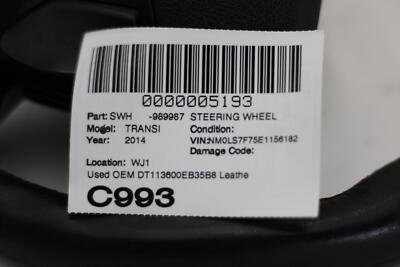 0000005193
Part: SWH -989987 STEERING WHEEL
Model: TRANSI Condition:
Year: 2014 VIN:NM0LS7F75E1156182
Damage Code:
Location: WJ1
Used OEM DT113600EB35B8 Leathe
C993